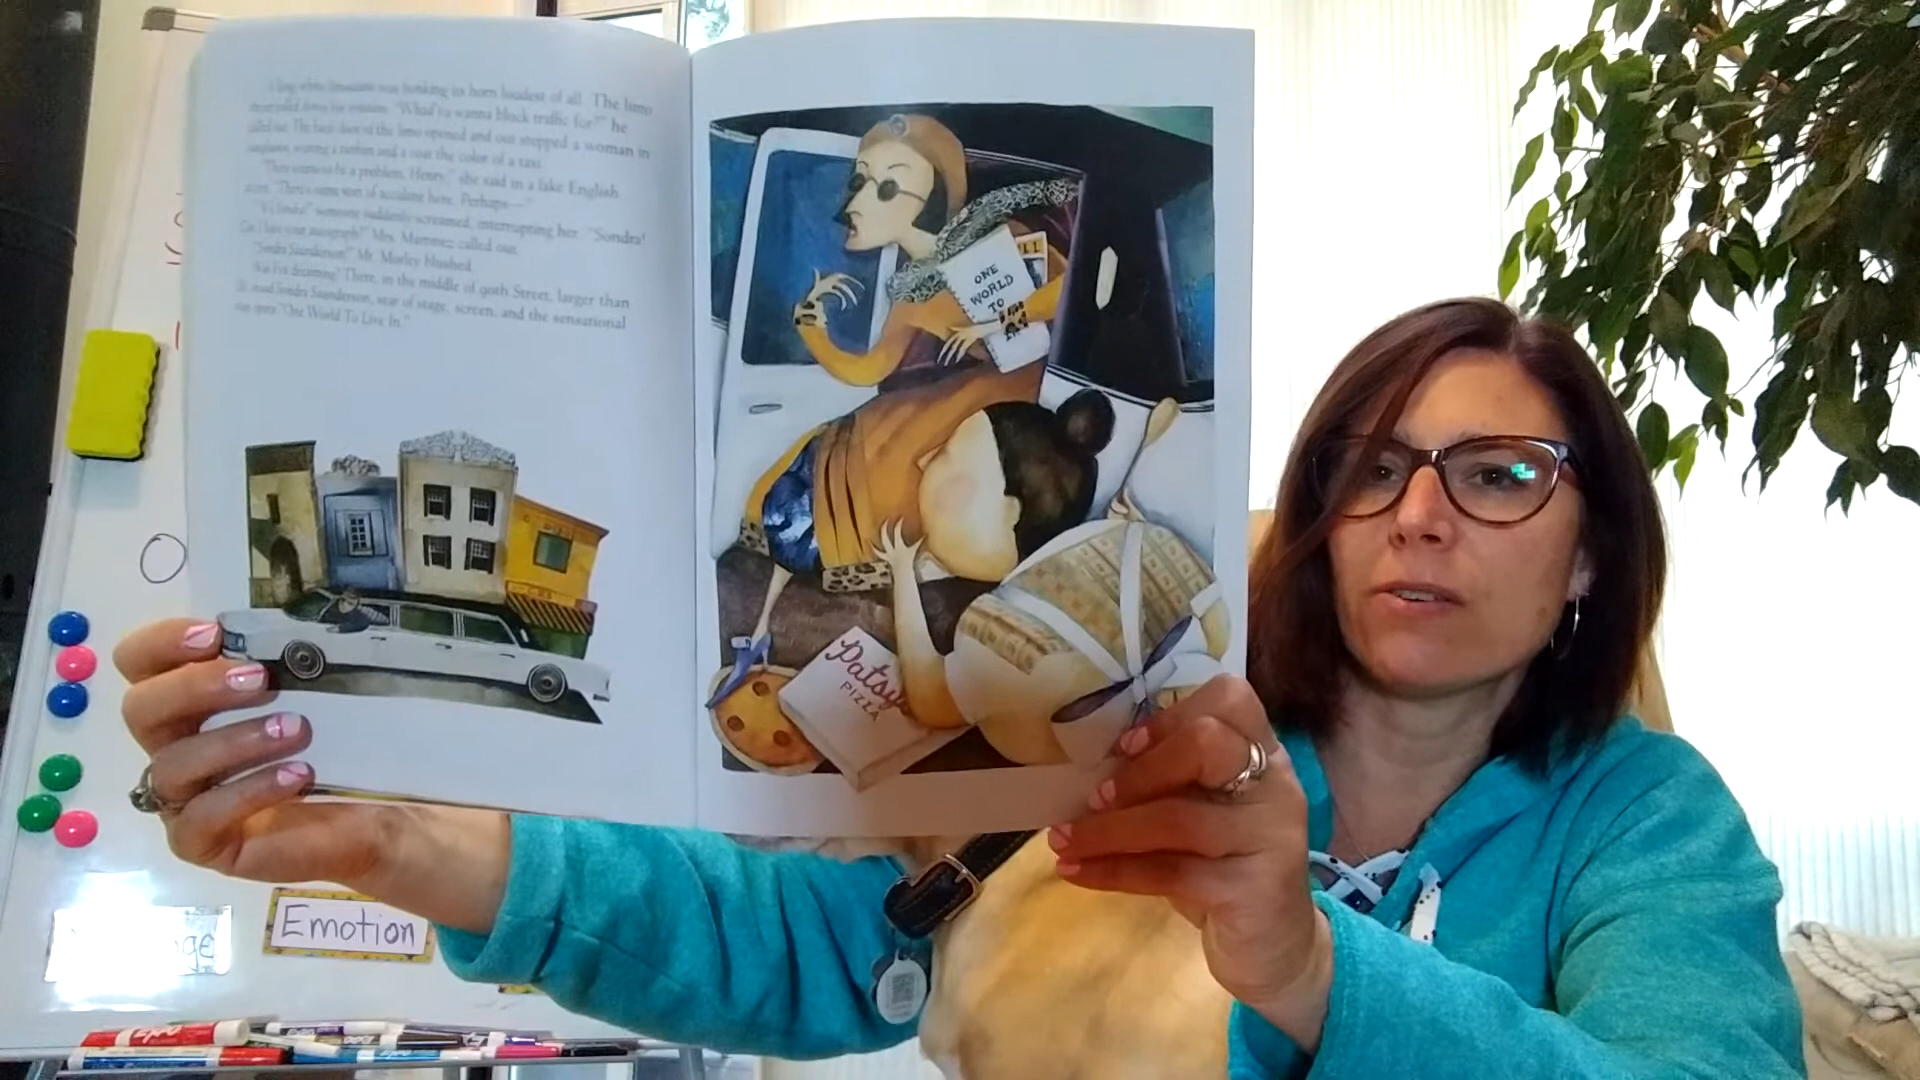 A long white limousine was honking its horn loudest of all. The limo
driver rolled down his window. "Whad'ya wanna block traffic for?" he
called out. The back door of the limo opened and out stepped a woman in
sunglasses, wearing a turban and a coat the color of a taxi.
"There seems to be a problem, Henry," she said in a fake English
accent. "There's some sort of accident here. Perhaps—"
"It's Sondra!" someone suddenly screamed, interrupting her. "Sondra!
Can I have your autograph?" Mrs. Mammez called out.
"Sondra Saunderson!" Mr. Morley blushed.
Was I dreaming? There, in the middle of 90th Street, larger than
life, stood Sondra Saunderson, star of stage, screen, and the sensational
soap opera "One World To Live In."
ONE
WORLD
TO
Patsy's
PIZZA
Emotion
EXPO